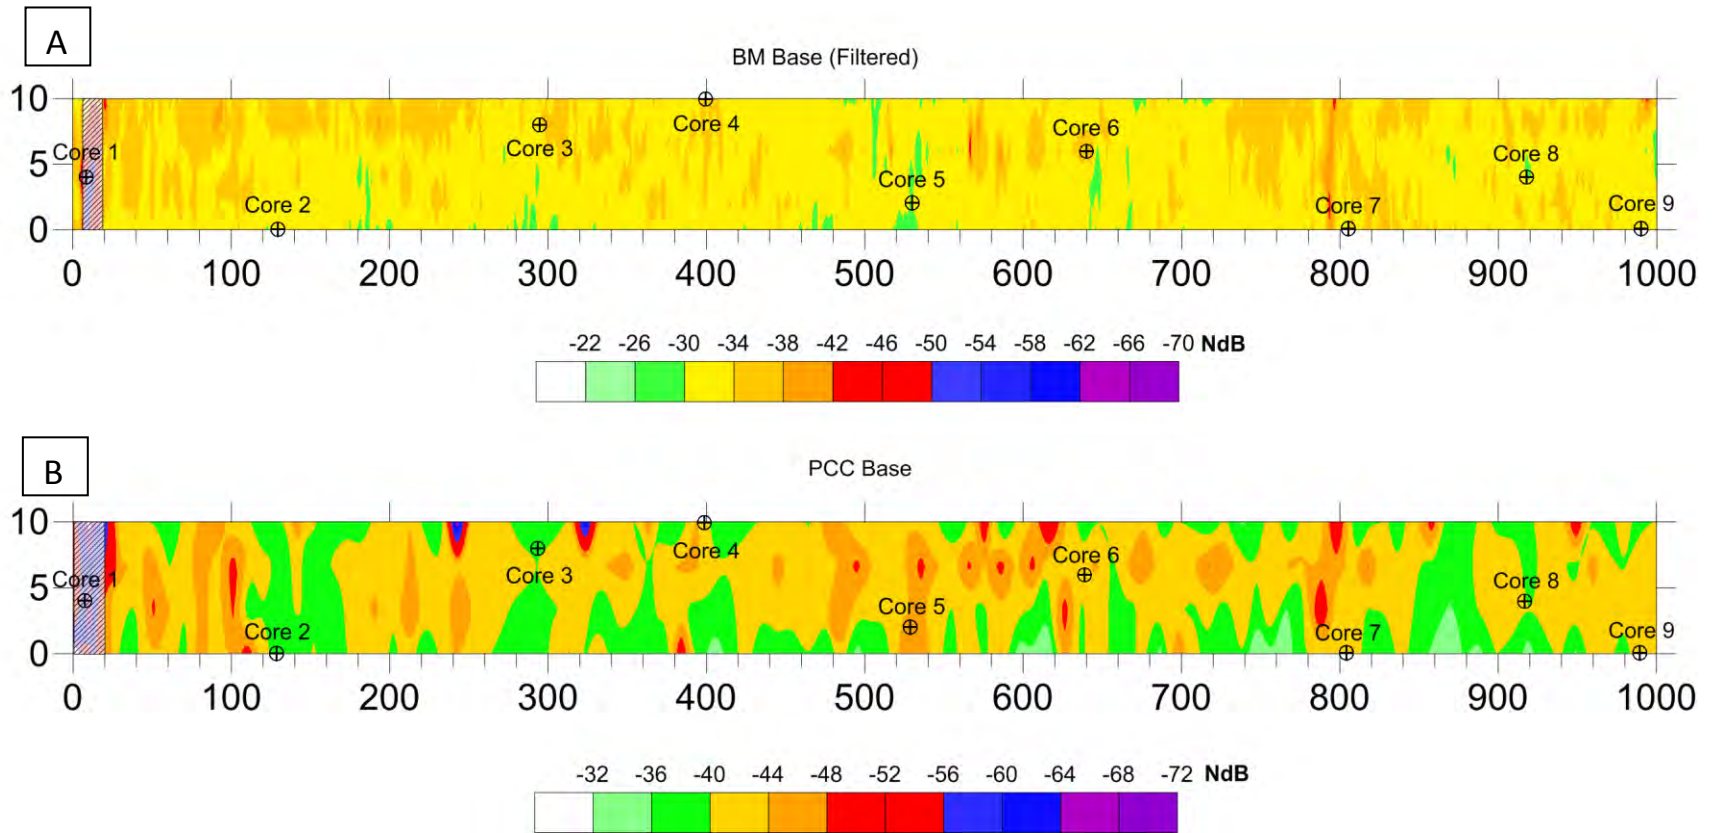 A
BM Base (Filtered)
10
5
0
Core 1
Core 2
Core 3
Core 4
Core 5
Core 6
Core 7
Core 8
Core 9
0 100 200 300 400 500 600 700 800 900 1000
-22 -26 -30 -34 -38 -42 -46 -50 -54 -58 -62 -66 -70 NdB
B
PCC Base
10
5
0
Core 1
Core 2
Core 3
Core 4
Core 5
Core 6
Core 7
Core 8
Core 9
0 100 200 300 400 500 600 700 800 900 1000
-32 -36 -40 -44 -48 -52 -56 -60 -64 -68 -72 NdB